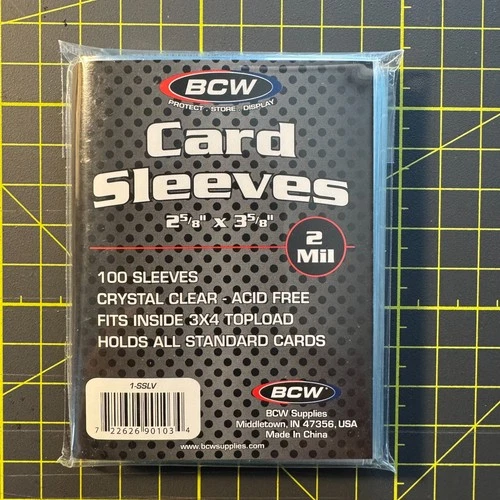 BCW
PROTECT . STORE . DISPLAY
Card
Sleeves
2 5/8" x 3 5/8"
2
Mil
100 SLEEVES
CRYSTAL CLEAR - ACID FREE
FITS INSIDE 3X4 TOPLOAD
HOLDS ALL STANDARD CARDS
1-SSLV
7 22626 90103 4
BCW
BCW Supplies
Middletown, IN 47356, USA
Made In China
www.bcwsupplies.com